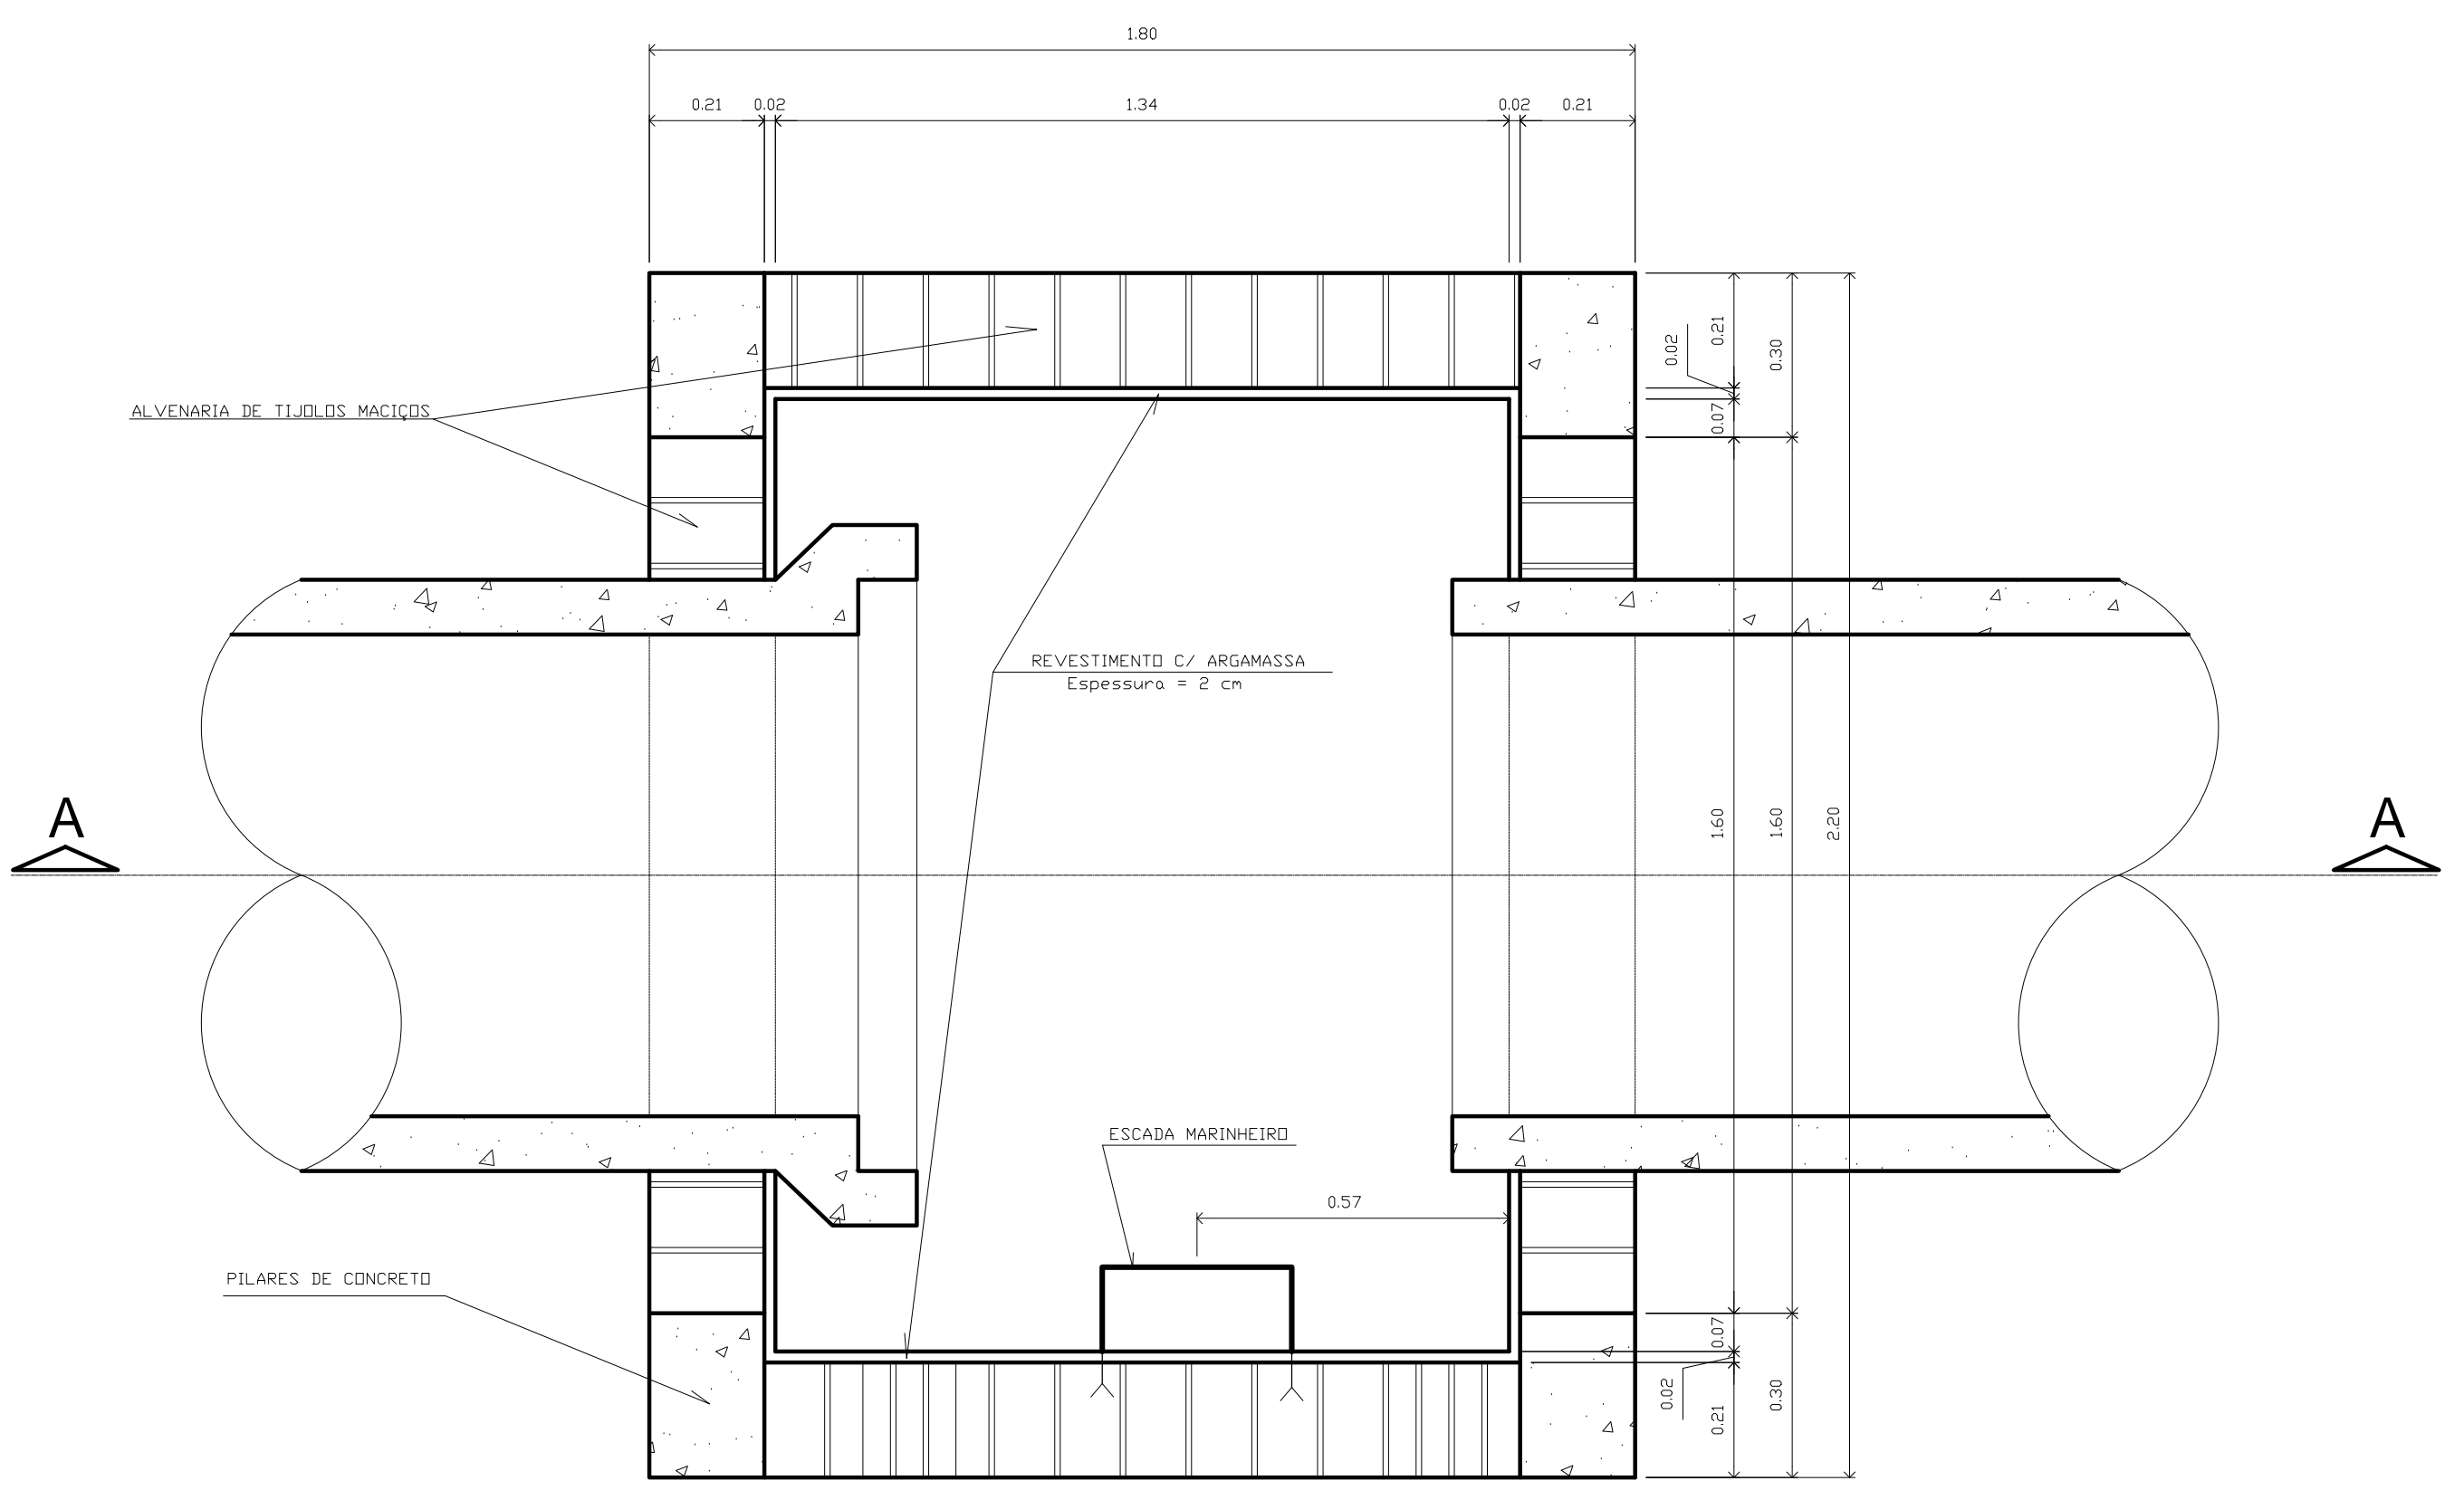 1.80
0.21 0.02 1.34 0.02 0.21
0.02
0.21
0.30
ALVENARIA DE TIJOLOS MACIÇOS
0.07
REVESTIMENTO C/ ARGAMASSA
Espessura = 2 cm
A
A
1.60
1.60
2.20
ESCADA MARINHEIRO
0.57
PILARES DE CONCRETO
0.07
0.02
0.21
0.30